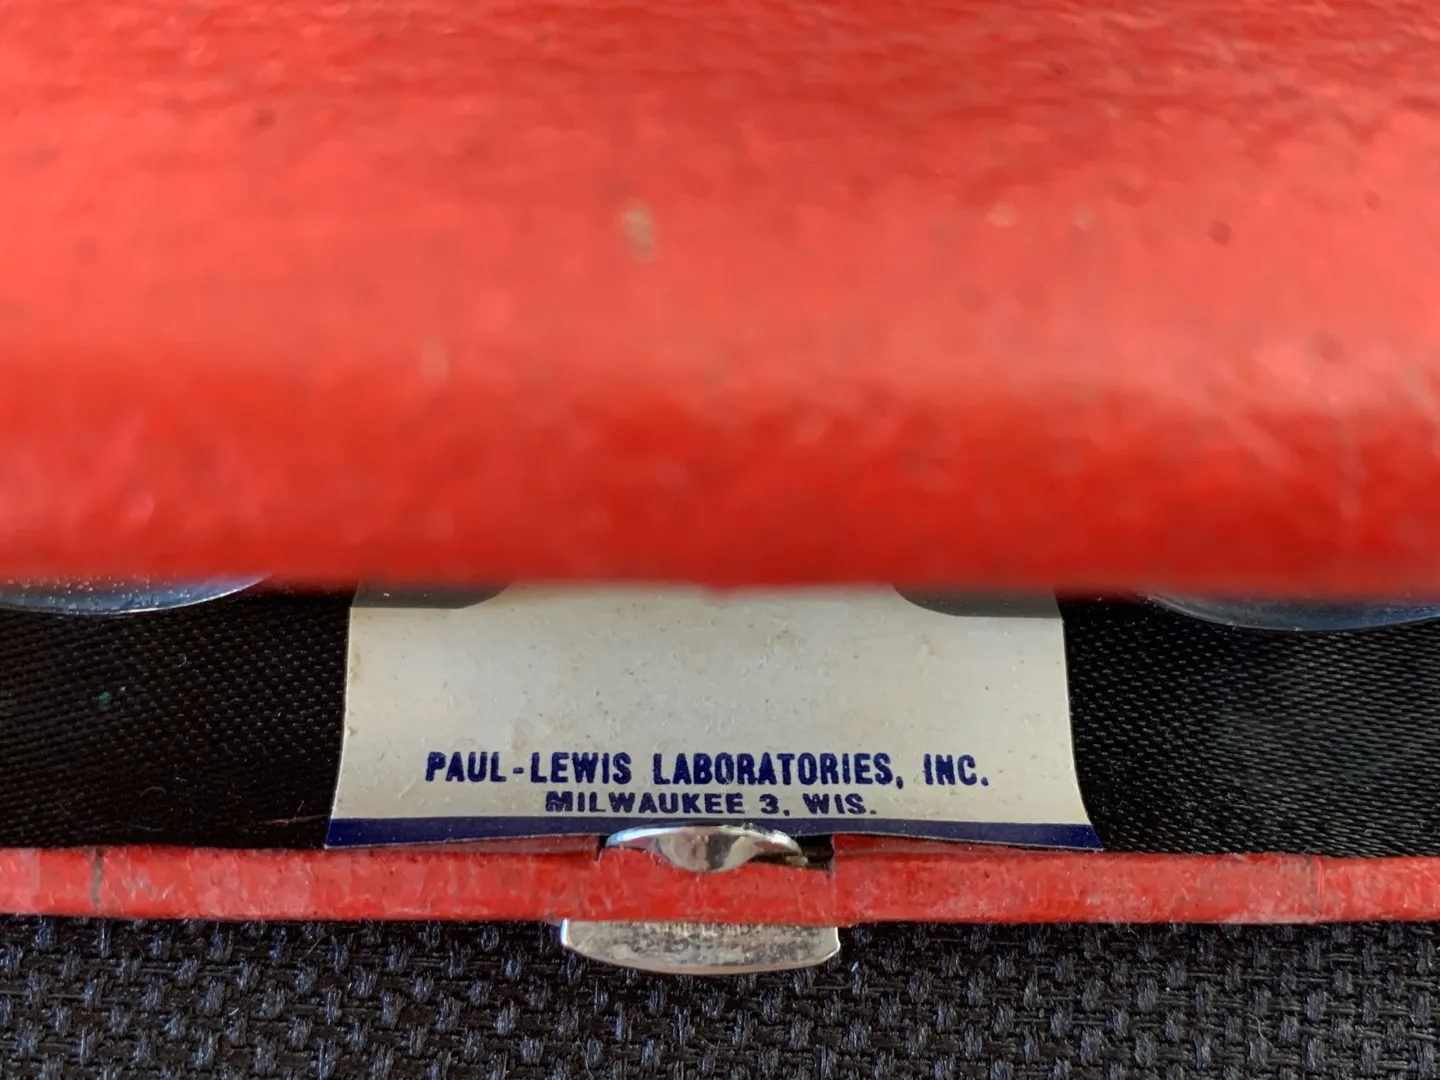 PAUL-LEWIS LABORATORIES, INC.
MILWAUKEE 3, WIS.